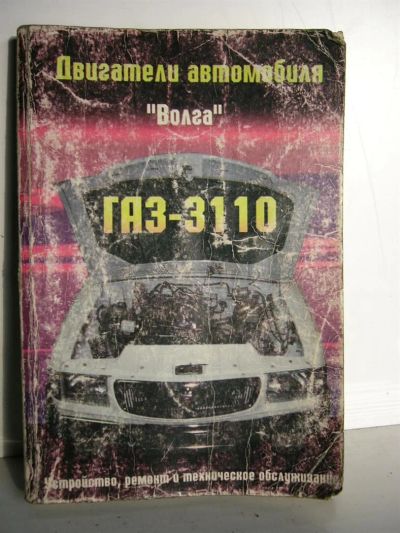 Двигатели автомобиля
"Волга"
ГАЗ-3110
Устройство, ремонт и техническое обслуживание